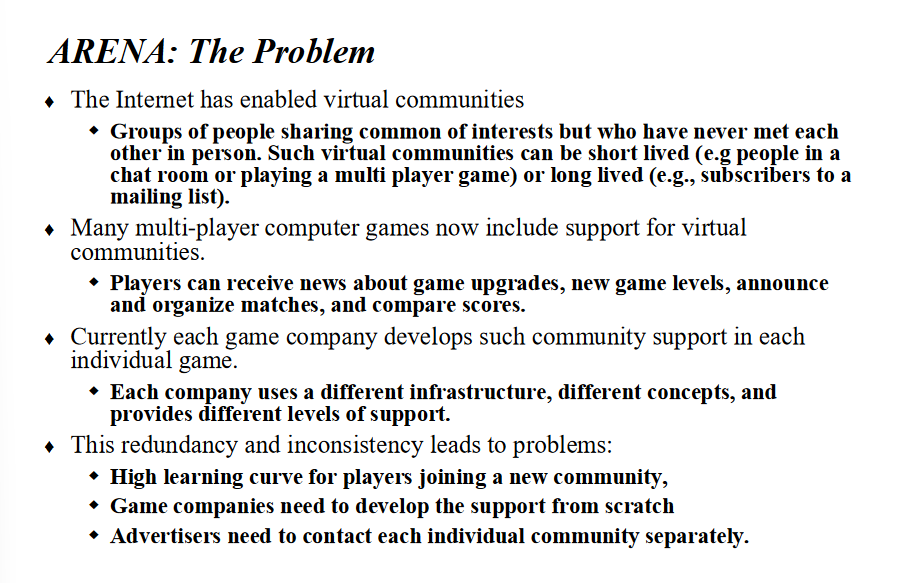 ARENA: The Problem
♦ The Internet has enabled virtual communities
◆ Groups of people sharing common of interests but who have never met each
other in person. Such virtual communities can be short lived (e.g people in a
chat room or playing a multi player game) or long lived (e.g., subscribers to a
mailing list).
♦ Many multi-player computer games now include support for virtual
communities.
◆ Players can receive news about game upgrades, new game levels, announce
and organize matches, and compare scores.
♦ Currently each game company develops such community support in each
individual game.
◆ Each company uses a different infrastructure, different concepts, and
provides different levels of support.
♦ This redundancy and inconsistency leads to problems:
◆ High learning curve for players joining a new community,
◆ Game companies need to develop the support from scratch
◆ Advertisers need to contact each individual community separately.